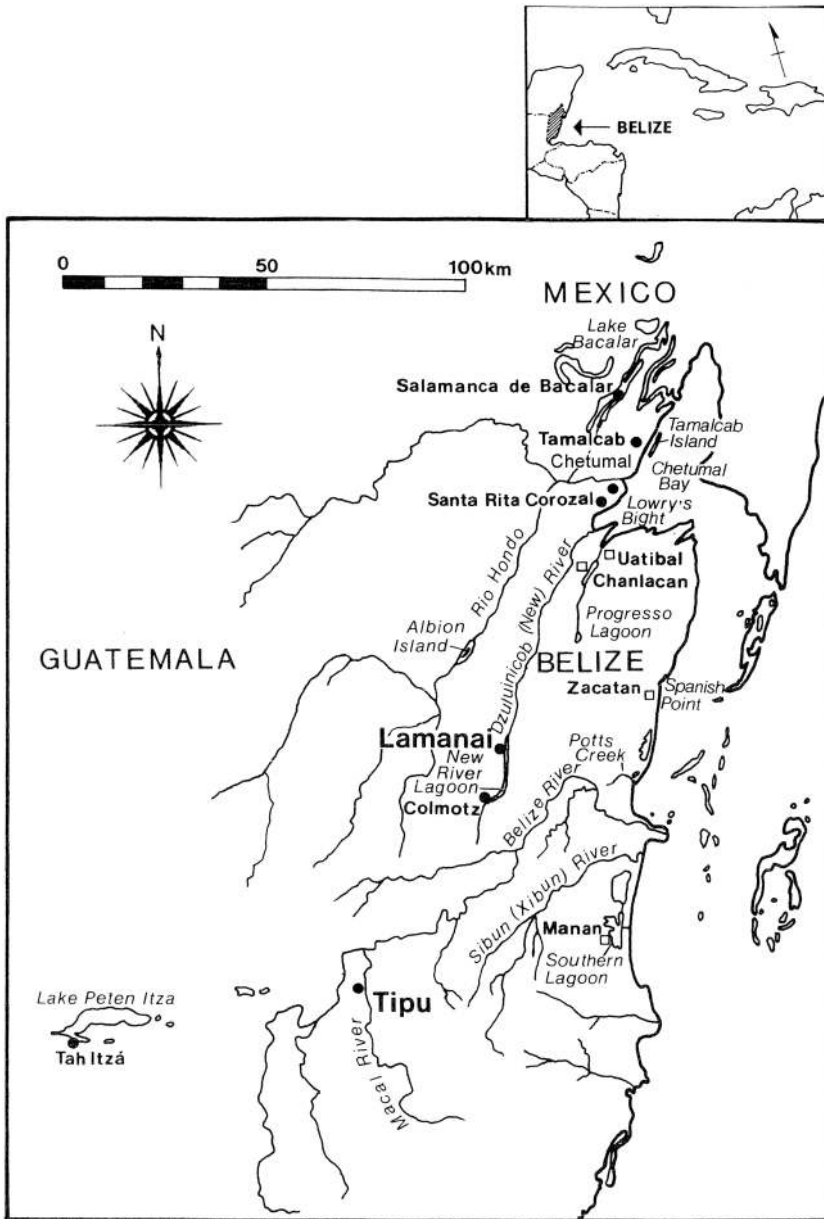 BELIZE
0 50 100km
MEXICO
N
Lake
Bacalar
Salamanca de Bacalar
Tamalcab
Island
Tamalcab
Chetumal
Chetumal
Bay
Santa Rita Corozal
Lowry's
Bight
Rio Hondo
Dzuluinicob (New) River
Uatibal
Chanlacan
Progresso
Lagoon
Albion
Island
GUATEMALA
BELIZE
Zacatan
Spanish
Point
Lamanai
New
River
Lagoon
Potts
Creek
Colmotz
Belize River
Sibun (Xibun) River
Manan
Southern
Lagoon
Lake Peten Itza
Tah Itzá
Tipu
Macal River